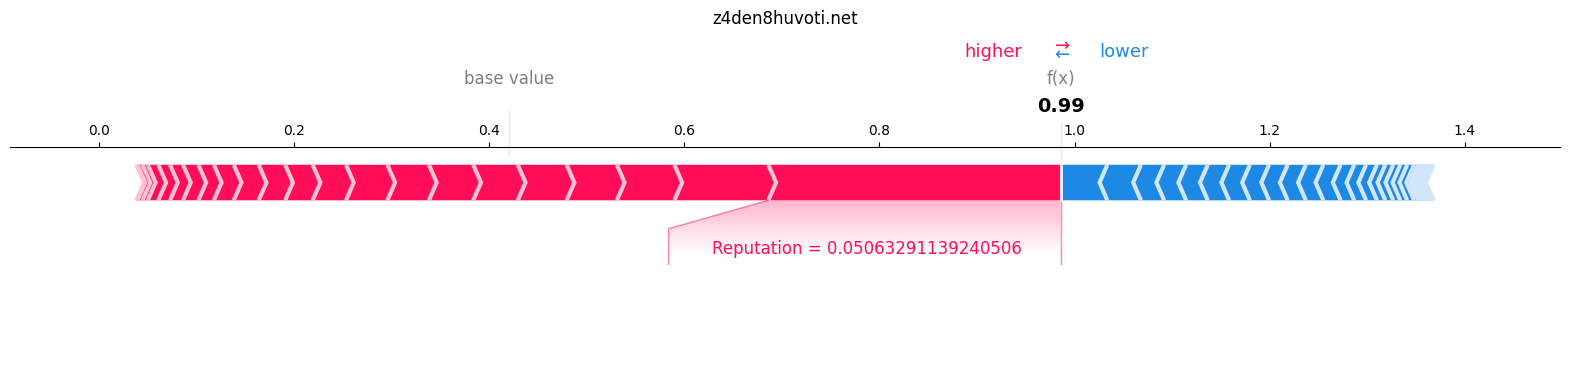 z4den8huvoti.net
higher → ← lower
base value f(x)
0.99
0.0 0.2 0.4 0.6 0.8 1.0 1.2 1.4
Reputation = 0.05063291139240506